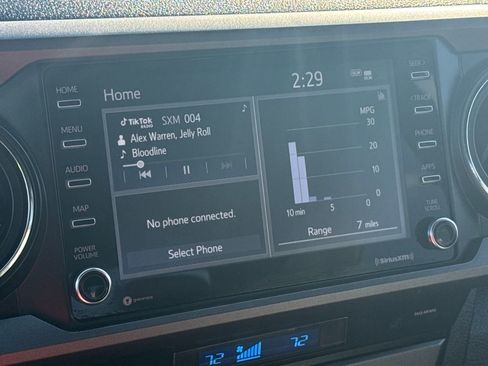 HOME
MENU
AUDIO
MAP
POWER
VOLUME
Home
2:29
TikTok
RADIO
SXM 004
Alex Warren, Jelly Roll
Bloodline
No phone connected.
Select Phone
MPG
30
20
10
0
10 min
5
0
Range
7 miles
SEEK >
< TRACK
PHONE
APPS
TUNE
SCROLL
((SiriusXM))
72
72